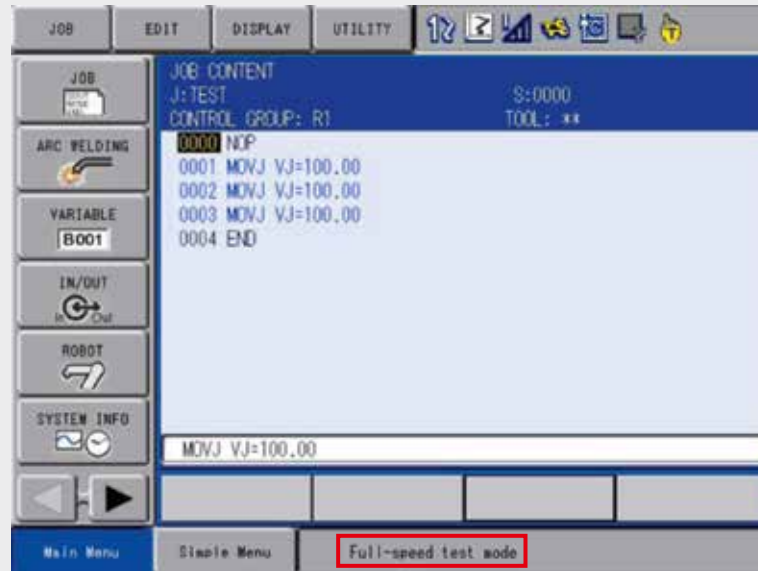 JOB EDIT DISPLAY UTILITY
JOB
ARC WELDING
VARIABLE
B001
IN/OUT
In Out
ROBOT
SYSTEM INFO
JOB CONTENT
J:TEST S:0000
CONTROL GROUP: R1 TOOL: **
0000 NOP
0001 MOVJ VJ=100.00
0002 MOVJ VJ=100.00
0003 MOVJ VJ=100.00
0004 END
MOVJ VJ=100.00
Main Menu Simple Menu Full-speed test mode